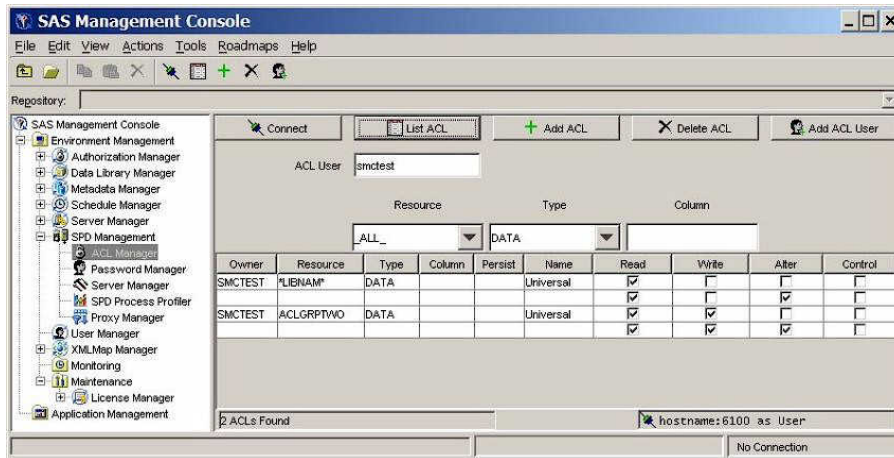 SAS Management Console
File Edit View Actions Tools Roadmaps Help
Repository:
SAS Management Console
Environment Management
Authorization Manager
Data Library Manager
Metadata Manager
Schedule Manager
Server Manager
SPD Management
ACL Manager
Password Manager
Server Manager
SPD Process Profiler
Proxy Manager
User Manager
XMLMap Manager
Monitoring
Maintenance
License Manager
Application Management
Connect List ACL Add ACL Delete ACL Add ACL User
ACL User smctest
Resource Type Column
_ALL_ DATA
Owner Resource Type Column Persist Name Read Write Alter Control
SMCTEST *LIBNAM* DATA Universal
SMCTEST ACLGRPTWO DATA Universal
2 ACLs Found
hostname:6100 as User
No Connection